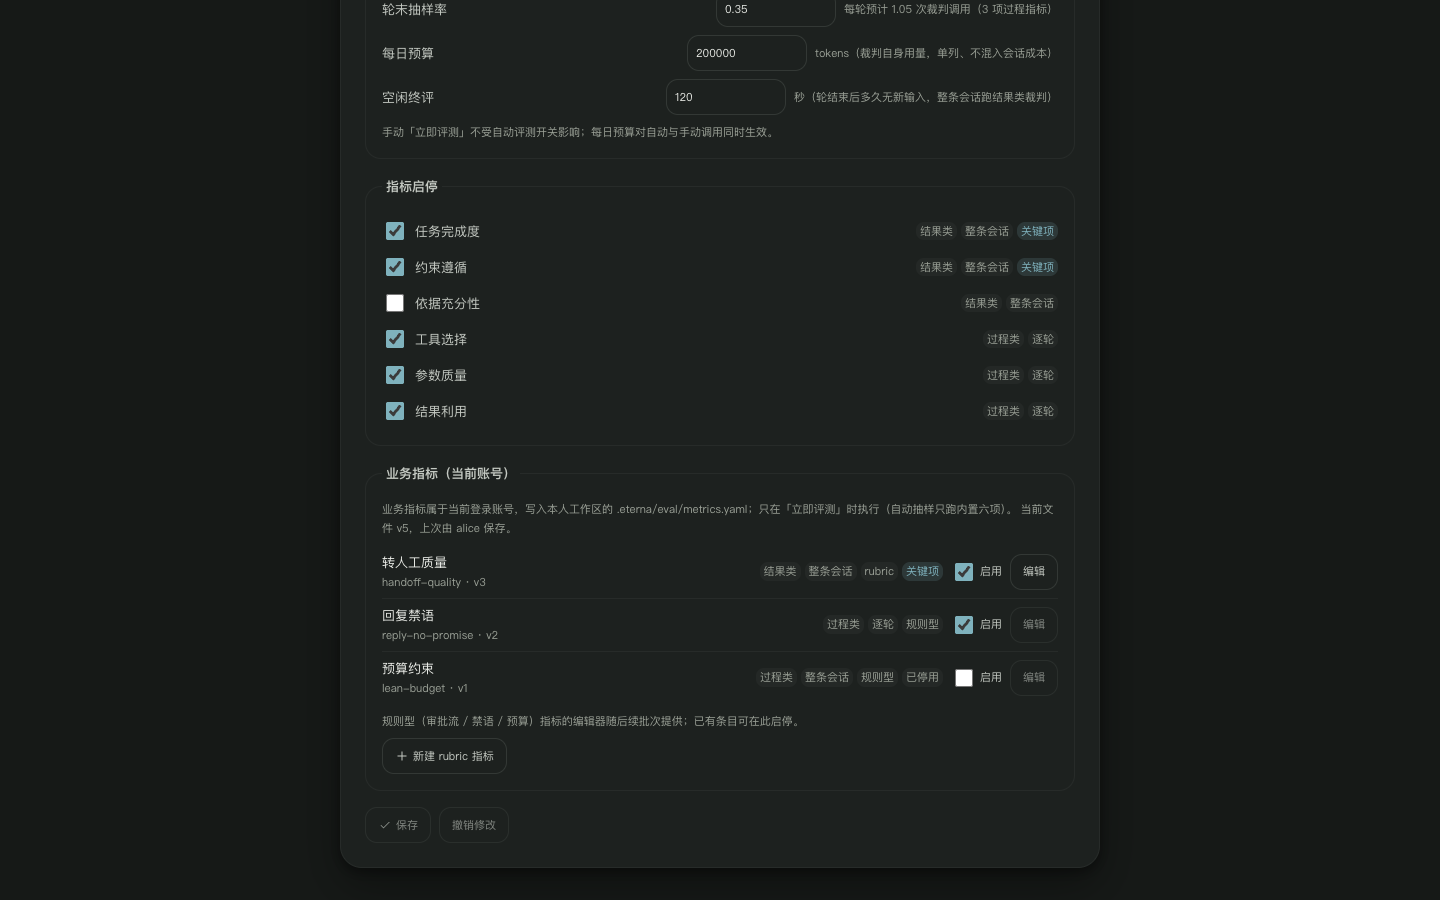 轮末抽样率 0.35 每轮预计 1.05 次裁判调用（3 项过程指标）
每日预算 200000 tokens（裁判自身用量，单列、不混入会话成本）
空闲终评 120 秒（轮结束后多久无新输入，整条会话跑结果类裁判）
手动「立即评测」不受自动评测开关影响；每日预算对自动与手动调用同时生效。
指标启停
任务完成度 结果类 整条会话 关键项
约束遵循 结果类 整条会话 关键项
依据充分性 结果类 整条会话
工具选择 过程类 逐轮
参数质量 过程类 逐轮
结果利用 过程类 逐轮
业务指标（当前账号）
业务指标属于当前登录账号，写入本人工作区的 .eterna/eval/metrics.yaml；只在「立即评测」时执行（自动抽样只跑内置六项）。 当前文
件 v5，上次由 alice 保存。
转人工质量
handoff-quality · v3
结果类 整条会话 rubric 关键项 启用 编辑
回复禁语
reply-no-promise · v2
过程类 逐轮 规则型 启用 编辑
预算约束
lean-budget · v1
过程类 整条会话 规则型 已停用 启用 编辑
规则型（审批流 / 禁语 / 预算）指标的编辑器随后续批次提供；已有条目可在此启停。
新建 rubric 指标
保存 撤销修改